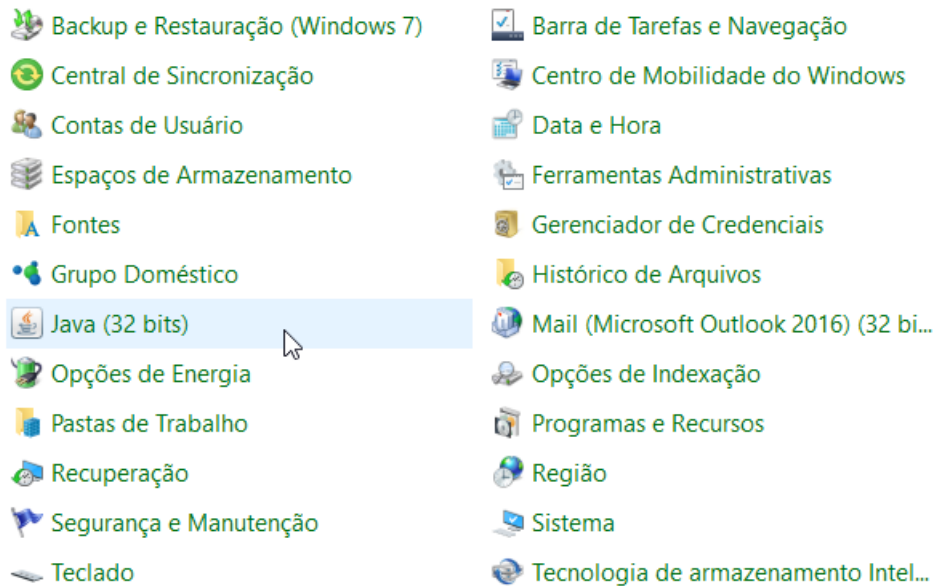 Backup e Restauração (Windows 7)
Barra de Tarefas e Navegação
Central de Sincronização
Centro de Mobilidade do Windows
Contas de Usuário
Data e Hora
Espaços de Armazenamento
Ferramentas Administrativas
Fontes
Gerenciador de Credenciais
Grupo Doméstico
Histórico de Arquivos
Java (32 bits)
Mail (Microsoft Outlook 2016) (32 bi...
Opções de Energia
Opções de Indexação
Pastas de Trabalho
Programas e Recursos
Recuperação
Região
Segurança e Manutenção
Sistema
Teclado
Tecnologia de armazenamento Intel...